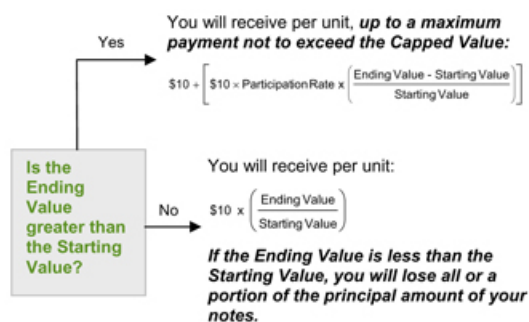 You will receive per unit, up to a maximum
Yes
payment not to exceed the Capped Value:
$10 + [ $10 × Participation Rate x ( Ending Value - Starting Value
Starting Value ) ]
Is the
Ending
Value
greater than
the Starting
Value?
You will receive per unit:
No
$10 x ( Ending Value
Starting Value )
If the Ending Value is less than the
Starting Value, you will lose all or a
portion of the principal amount of your
notes.